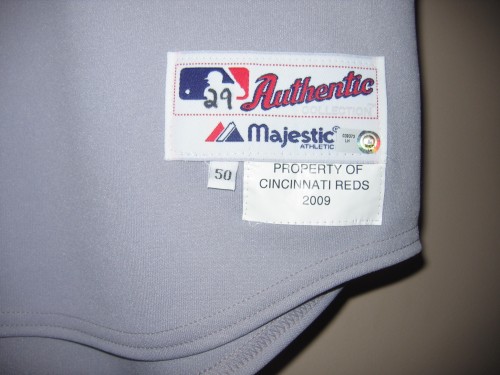 29 Authentic
Majestic
ATHLETIC
50
PROPERTY OF
CINCINNATI REDS
2009